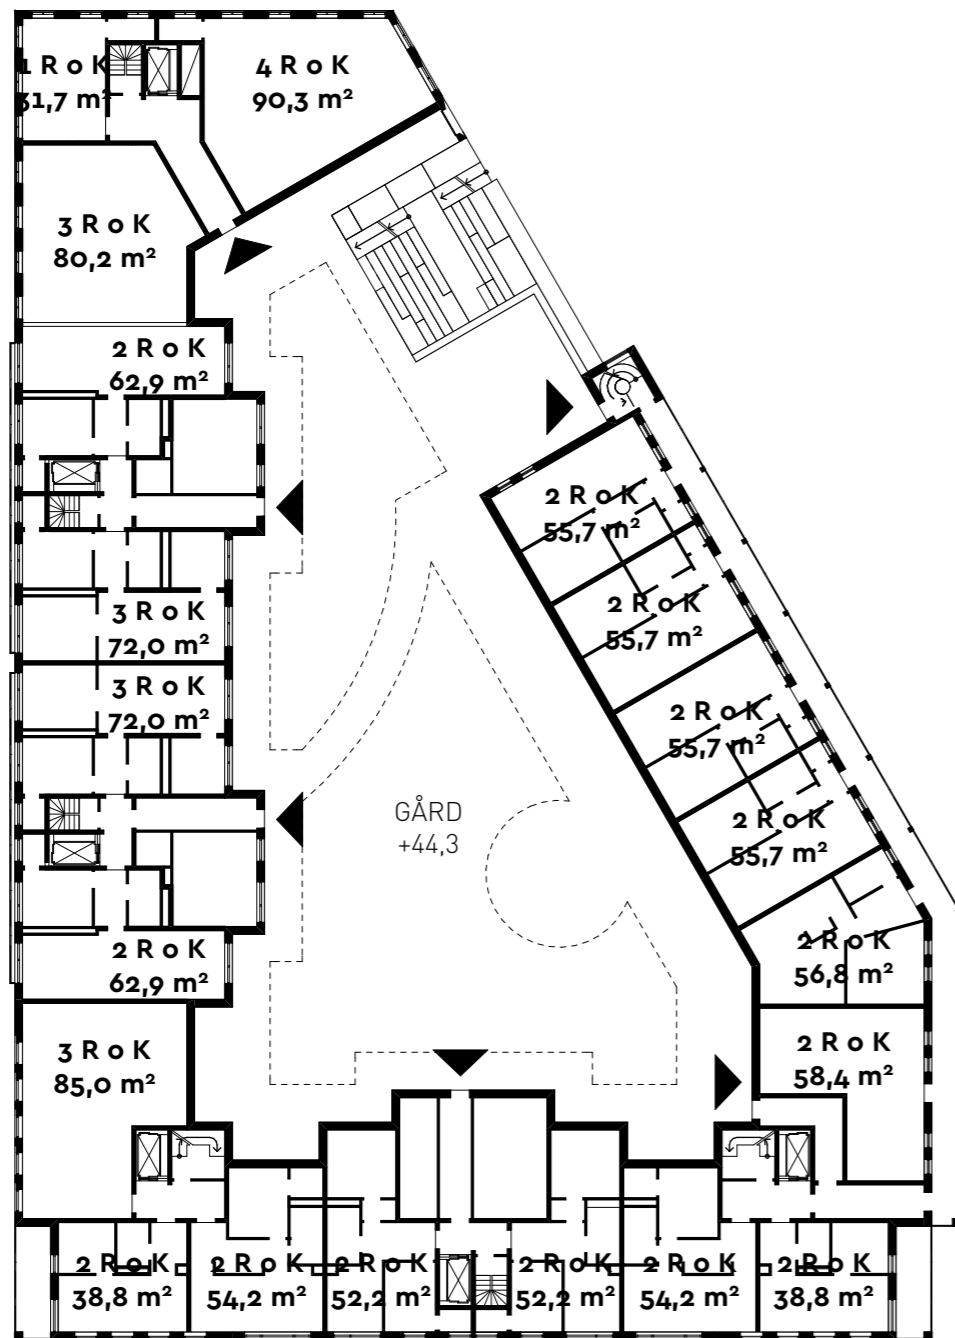 1 R o K
31,7 m²
4 R o K
90,3 m²
3 R o K
80,2 m²
2 R o K
62,9 m²
2 R o K
55,7 m²
3 R o K
72,0 m²
2 R o K
55,7 m²
3 R o K
72,0 m²
2 R o K
55,7 m²
GÅRD
+44,3
2 R o K
55,7 m²
2 R o K
62,9 m²
2 R o K
56,8 m²
3 R o K
85,0 m²
2 R o K
58,4 m²
2 R o K
38,8 m²
2 R o K
54,2 m²
2 R o K
52,2 m²
2 R o K
52,2 m²
2 R o K
54,2 m²
2 R o K
38,8 m²